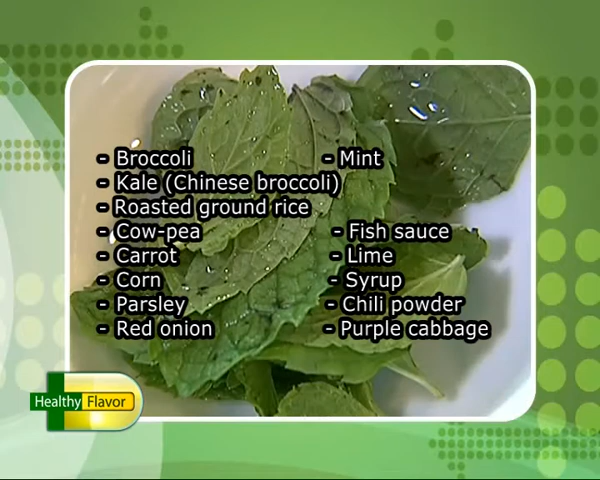 - Broccoli
- Kale (Chinese broccoli)
- Roasted ground rice
- Cow-pea
- Carrot
- Corn
- Parsley
- Red onion
- Mint
- Fish sauce
- Lime
- Syrup
- Chili powder
- Purple cabbage
Healthy Flavor